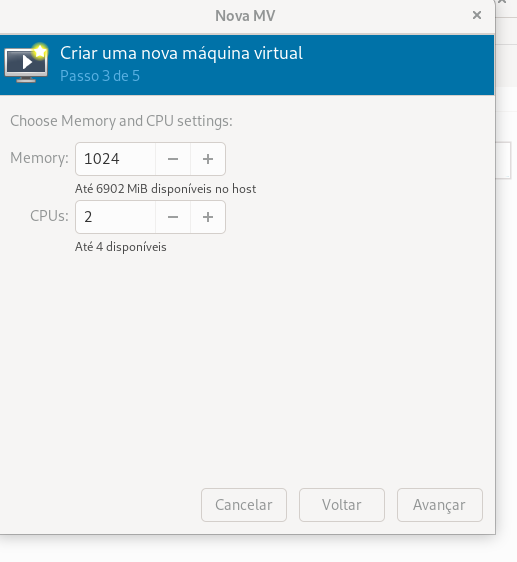 Nova MV
Criar uma nova máquina virtual
Passo 3 de 5
Choose Memory and CPU settings:
Memory: 1024
Até 6902 MiB disponíveis no host
CPUs: 2
Até 4 disponíveis
Cancelar Voltar Avançar